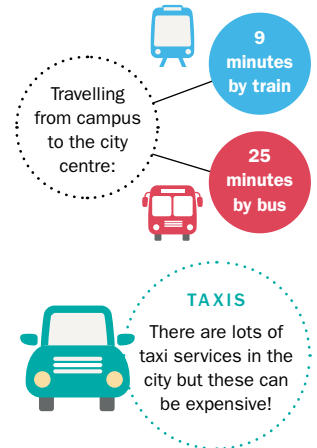 Travelling
from campus
to the city
centre:
9
minutes
by train
25
minutes
by bus
TAXIS
There are lots of
taxi services in the
city but these can
be expensive!